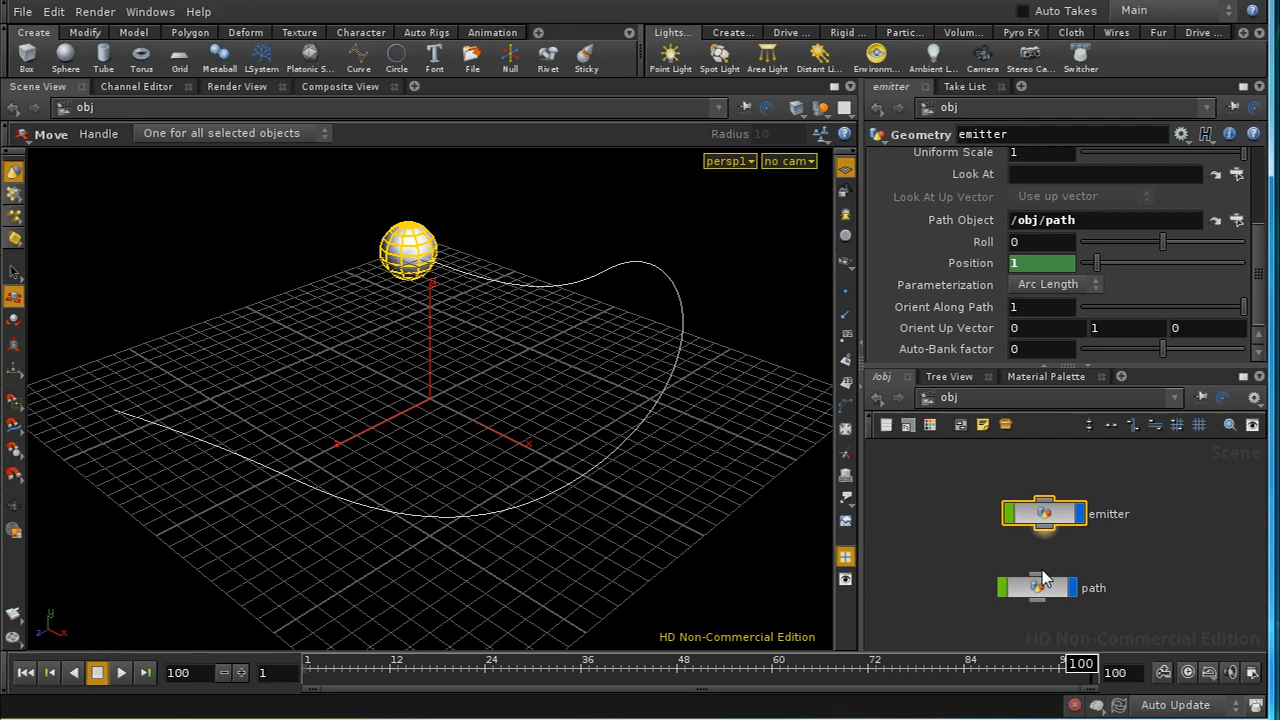 File Edit Render Windows Help Auto Takes Main
Create Modify Model Polygon Deform Texture Character Auto Rigs Animation Lights... Create... Drive ... Rigid ... Partic... Volum... Pyro FX Cloth Wires Fur Drive ...
Box Sphere Tube Torus Grid Metaball LSystem Platonic S... Curve Circle Font File Null Rivet Sticky Point Light Spot Light Area Light Distant Li... Environm... Ambient L... Camera Stereo Ca... Switcher
Scene View Channel Editor Render View Composite View emitter Take List
obj obj
Move Handle One for all selected objects Radius 10 Geometry emitter
Uniform Scale 1
persp1 no cam
Look At
Look At Up Vector Use up vector
Path Object /obj/path
Roll 0
Position 1
Parameterization Arc Length
Orient Along Path 1
Orient Up Vector 0 1 0
Auto-Bank factor 0
/obj Tree View Material Palette
obj
Scene
emitter
path
HD Non-Commercial Edition
HD Non-Commercial Edition
z x
y
z x
100 1 1 12 24 36 48 60 72 84 100 100
Auto Update